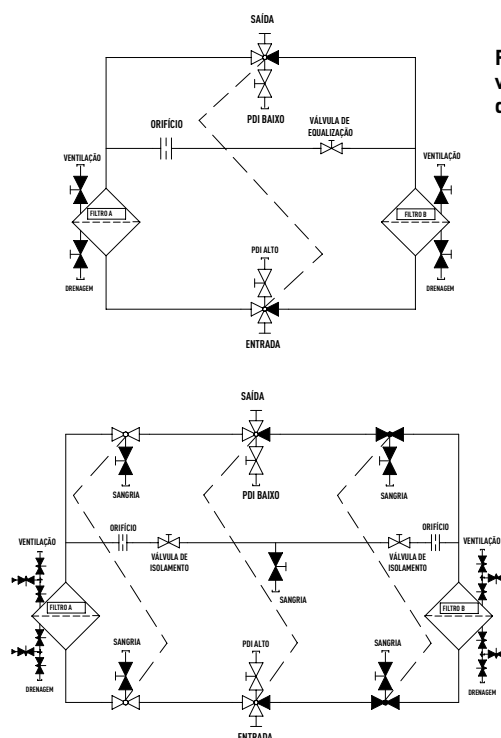 SAÍDA
PDI BAIXO
ORIFÍCIO
VÁLVULA DE
EQUALIZAÇÃO
VENTILAÇÃO
VENTILAÇÃO
FILTRO A
FILTRO B
PDI ALTO
DRENAGEM
DRENAGEM
ENTRADA
SAÍDA
SANGRIA
PDI BAIXO
SANGRIA
ORIFÍCIO
ORIFÍCIO
VENTILAÇÃO
VENTILAÇÃO
VÁLVULA DE
ISOLAMENTO
VÁLVULA DE
ISOLAMENTO
SANGRIA
FILTRO A
FILTRO B
SANGRIA
PDI ALTO
SANGRIA
DRENAGEM
DRENAGEM
ENTRADA